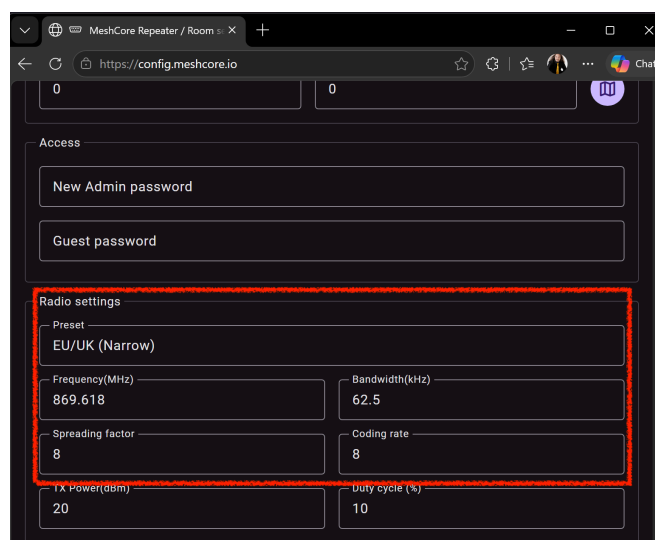 MeshCore Repeater / Room se
https://config.meshcore.io
Chat
0
0
Access
New Admin password
Guest password
Radio settings
Preset
EU/UK (Narrow)
Frequency(MHz)
Bandwidth(kHz)
869.618
62.5
Spreading factor
Coding rate
8
8
TX Power(dBm)
Duty cycle (%)
20
10